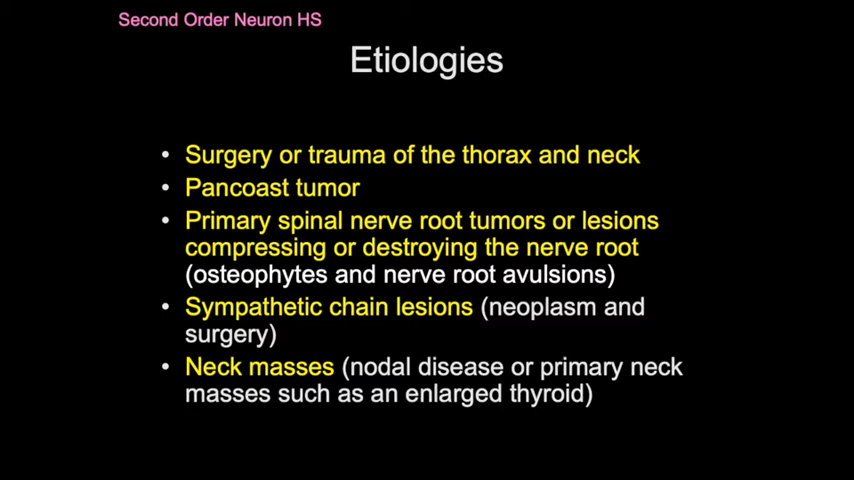 Second Order Neuron HS
Etiologies
• Surgery or trauma of the thorax and neck
• Pancoast tumor
• Primary spinal nerve root tumors or lesions
compressing or destroying the nerve root
(osteophytes and nerve root avulsions)
• Sympathetic chain lesions (neoplasm and
surgery)
• Neck masses (nodal disease or primary neck
masses such as an enlarged thyroid)